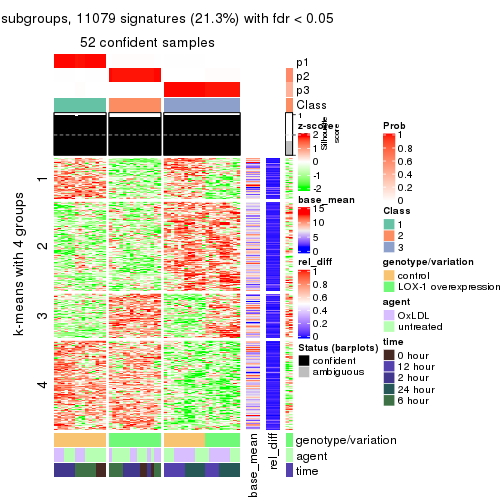 subgroups, 11079 signatures (21.3%) with fdr < 0.05
52 confident samples
p1
p2
p3
Class
1
Silhouette score
k-means with 4 groups
1
2
3
4
z-score
2
1
0
-1
-2
base_mean
15
10
5
0
rel_diff
1
0.8
0.6
0.4
0.2
0
Status (barplots)
confident
ambiguous
Prob
1
0.8
0.6
0.4
0.2
0
Class
1
2
3
genotype/variation
control
LOX-1 overexpression
agent
OxLDL
untreated
time
0 hour
12 hour
2 hour
24 hour
6 hour
genotype/variation
agent
time
base_mean
rel_diff